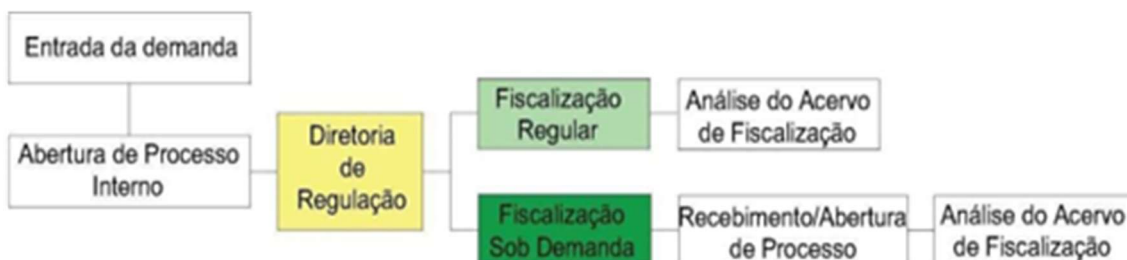 Entrada da demanda
Abertura de Processo
Interno
Diretoria
de
Regulação
Fiscalização
Regular
Análise do Acervo
de Fiscalização
Fiscalização
Sob Demanda
Recebimento/Abertura
de Processo
Análise do Acervo
de Fiscalização